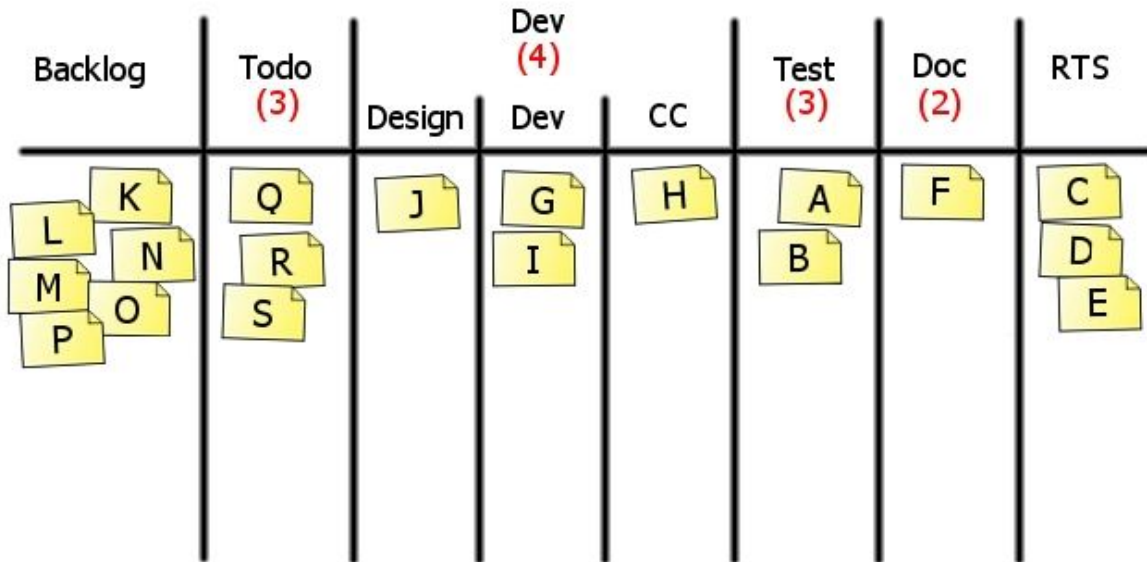 Backlog
Todo
(3)
Dev
(4)
Design
Dev
CC
Test
(3)
Doc
(2)
RTS
K
L
N
M
O
P
Q
R
S
J
G
I
H
A
B
F
C
D
E